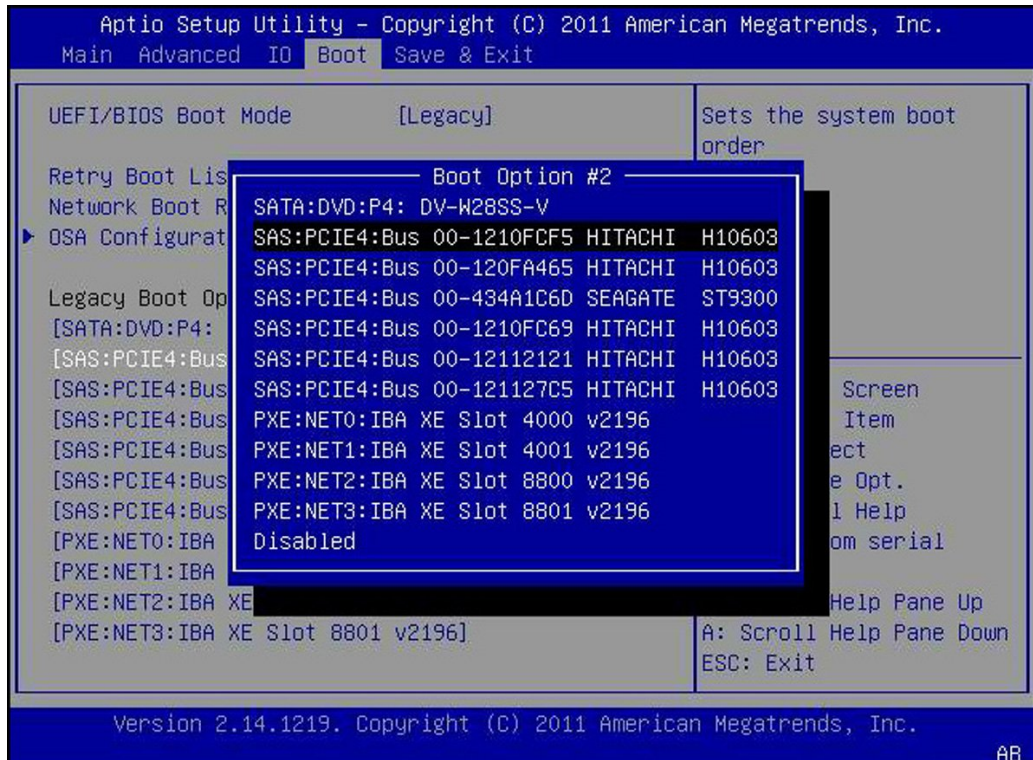 Aptio Setup Utility – Copyright (C) 2011 American Megatrends, Inc.
Main Advanced IO Boot Save & Exit
UEFI/BIOS Boot Mode [Legacy]
Retry Boot Lis
Network Boot R
OSA Configurat
Legacy Boot Op
[SATA:DVD:P4:
[SAS:PCIE4:Bus
[SAS:PCIE4:Bus
[SAS:PCIE4:Bus
[SAS:PCIE4:Bus
[SAS:PCIE4:Bus
[SAS:PCIE4:Bus
[PXE:NET0:IBA
[PXE:NET1:IBA
[PXE:NET2:IBA XE
[PXE:NET3:IBA XE Slot 8801 v2196]
Boot Option #2
SATA:DVD:P4: DV-W28SS-V
SAS:PCIE4:Bus 00-1210FCF5 HITACHI H10603
SAS:PCIE4:Bus 00-120FA465 HITACHI H10603
SAS:PCIE4:Bus 00-434A1C6D SEAGATE ST9300
SAS:PCIE4:Bus 00-1210FC69 HITACHI H10603
SAS:PCIE4:Bus 00-12112121 HITACHI H10603
SAS:PCIE4:Bus 00-121127C5 HITACHI H10603
PXE:NET0:IBA XE Slot 4000 v2196
PXE:NET1:IBA XE Slot 4001 v2196
PXE:NET2:IBA XE Slot 8800 v2196
PXE:NET3:IBA XE Slot 8801 v2196
Disabled
Sets the system boot
order
Screen
Item
ect
e Opt.
l Help
om serial
Help Pane Up
A: Scroll Help Pane Down
ESC: Exit
Version 2.14.1219. Copyright (C) 2011 American Megatrends, Inc.
AB